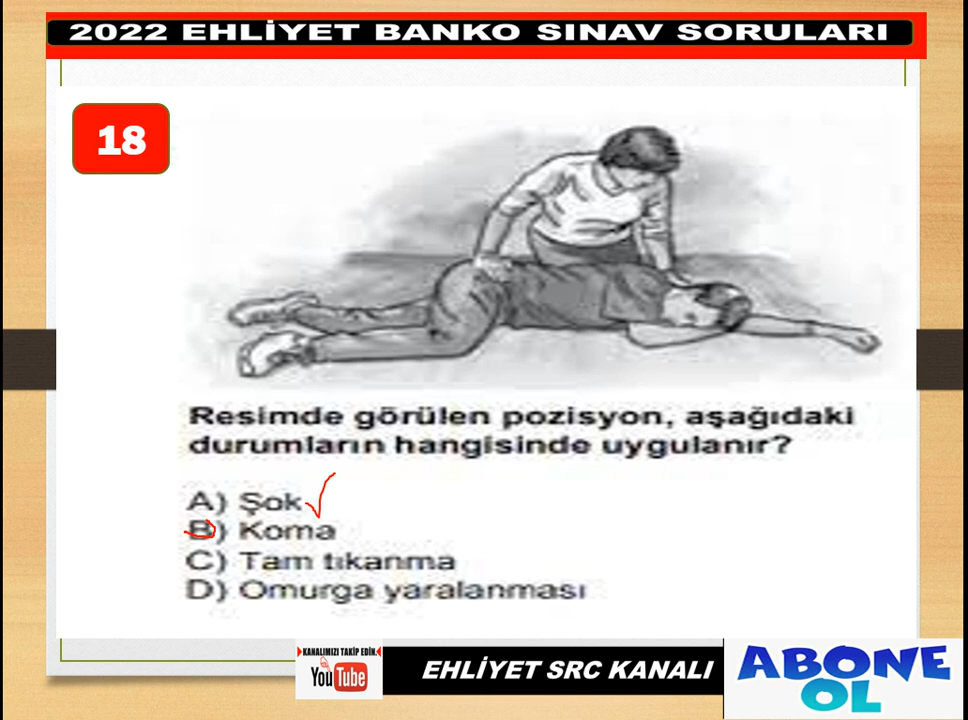 2022 EHLİYET BANKO SINAV SORULARI
18
Resimde görülen pozisyon, aşağıdaki
durumların hangisinde uygulanır?
A) Şok
B) Koma
C) Tam tıkanma
D) Omurga yaralanması
KANALIMIZI TAKİP EDİN.
YouTube
EHLİYET SRC KANALI
ABONE
OL